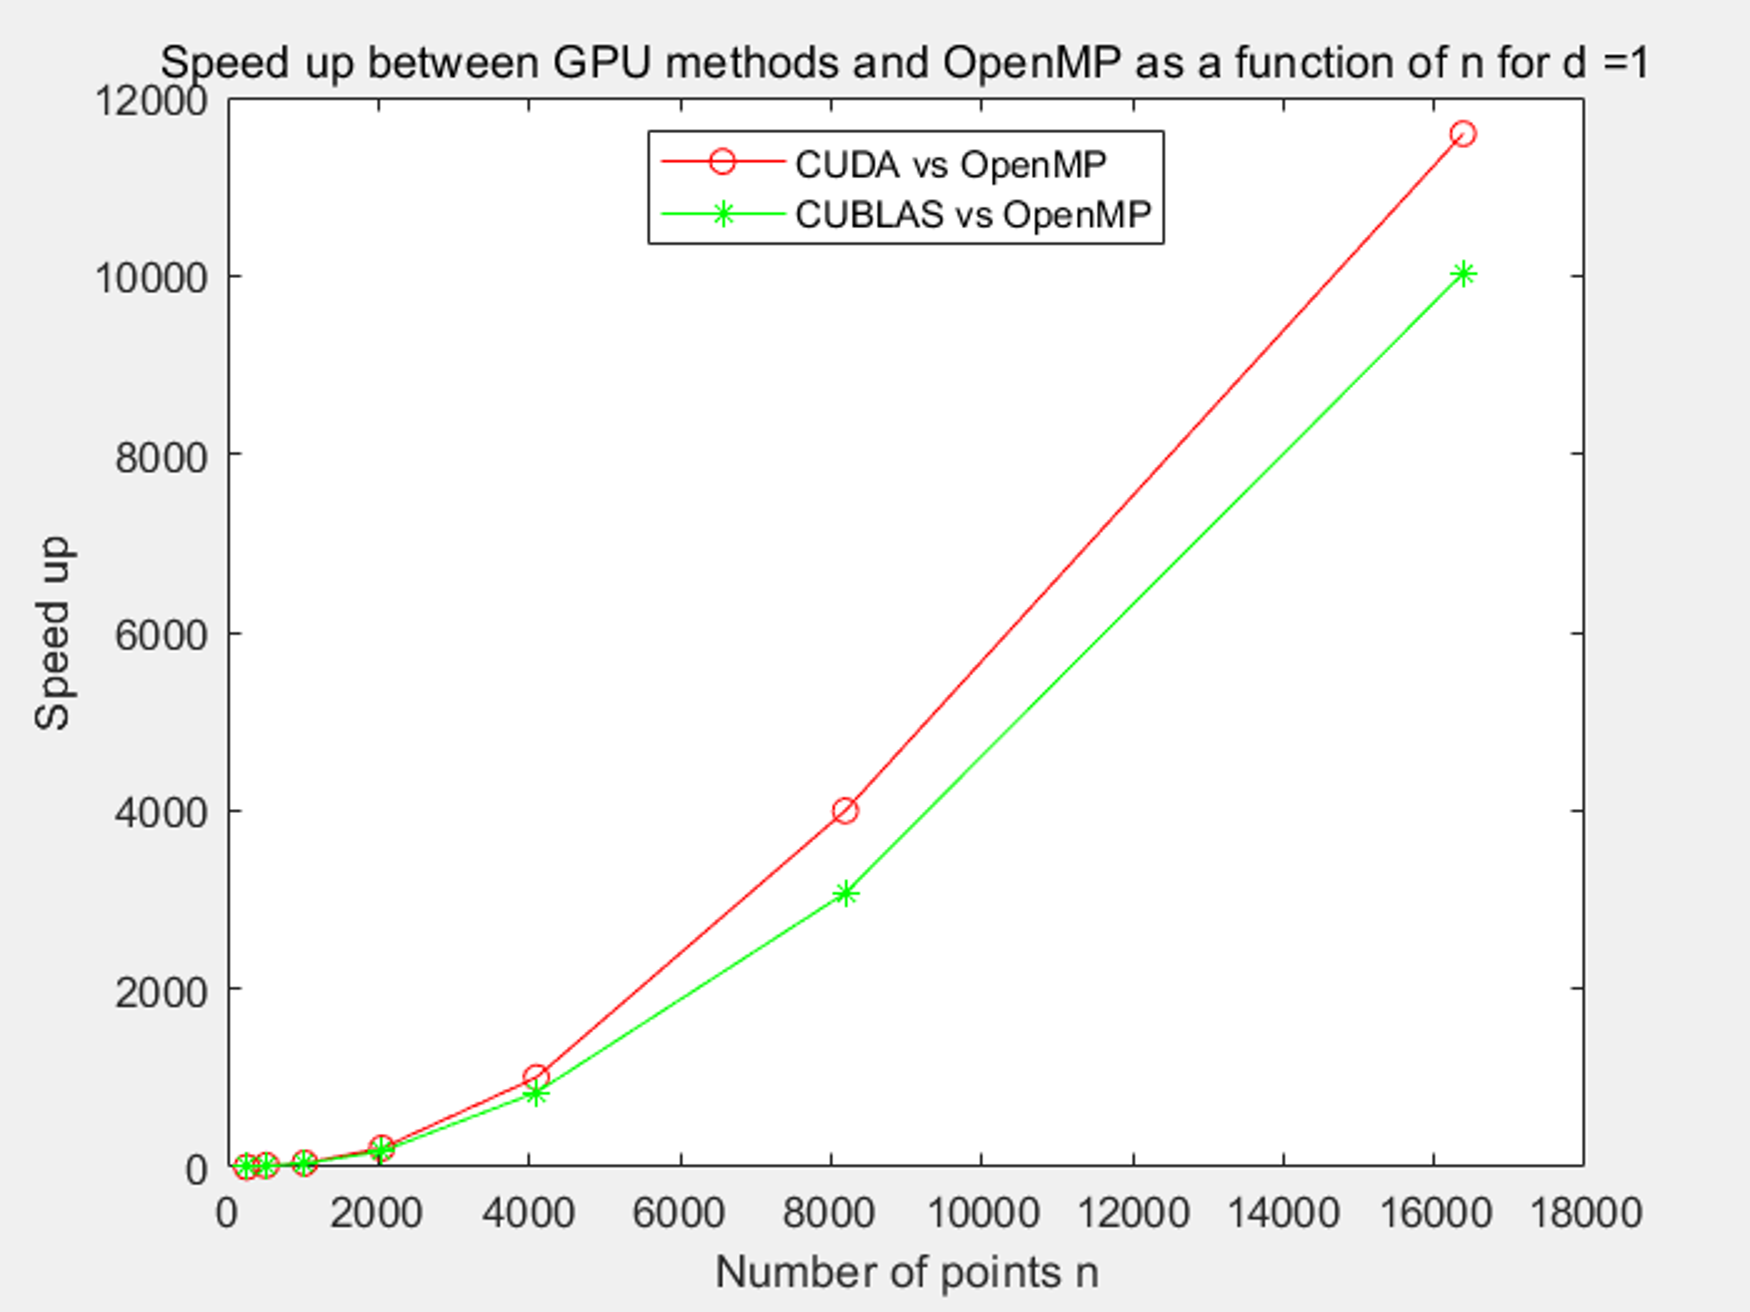 Speed up between GPU methods and OpenMP as a function of n for d =1
12000
10000
8000
6000
4000
2000
0
Speed up
CUDA vs OpenMP
CUBLAS vs OpenMP
0 2000 4000 6000 8000 10000 12000 14000 16000 18000
Number of points n